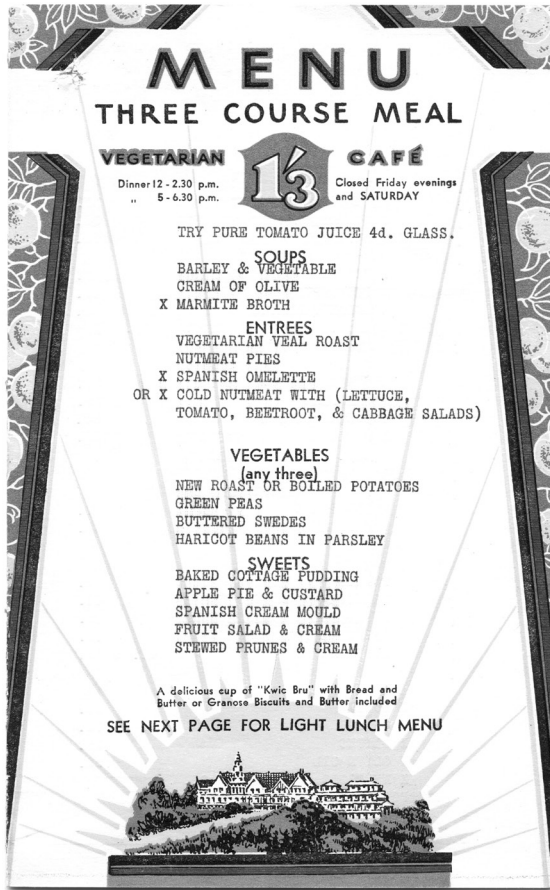 MENU
THREE COURSE MEAL
VEGETARIAN 1'3 CAFÉ
Dinner 12 - 2.30 p.m. Closed Friday evenings
„ 5 - 6.30 p.m. and SATURDAY
TRY PURE TOMATO JUICE 4d. GLASS.
SOUPS
BARLEY & VEGETABLE
CREAM OF OLIVE
X MARMITE BROTH
ENTREES
VEGETARIAN VEAL ROAST
NUTMEAT PIES
X SPANISH OMELETTE
OR X COLD NUTMEAT WITH (LETTUCE,
TOMATO, BEETROOT, & CABBAGE SALADS)
VEGETABLES
(any three)
NEW ROAST OR BOILED POTATOES
GREEN PEAS
BUTTERED SWEDES
HARICOT BEANS IN PARSLEY
SWEETS
BAKED COTTAGE PUDDING
APPLE PIE & CUSTARD
SPANISH CREAM MOULD
FRUIT SALAD & CREAM
STEWED PRUNES & CREAM
A delicious cup of "Kwic Bru" with Bread and
Butter or Granose Biscuits and Butter included
SEE NEXT PAGE FOR LIGHT LUNCH MENU